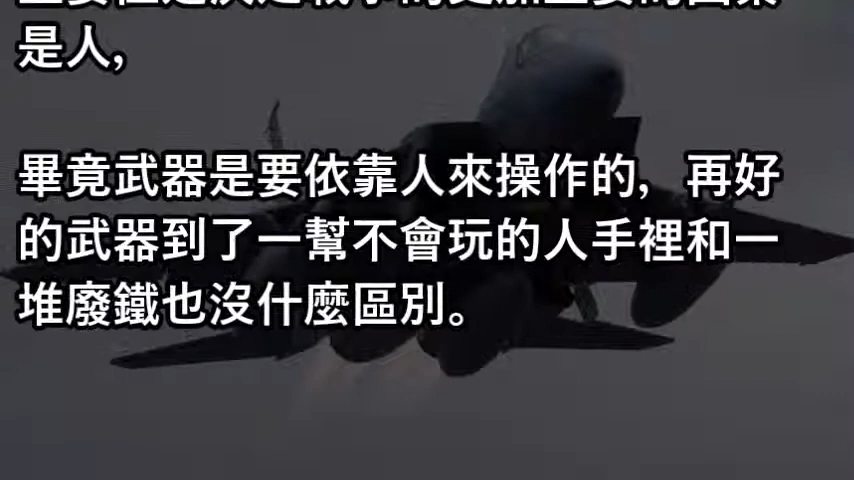 是人,
畢竟武器是要依靠人來操作的, 再好
的武器到了一幫不會玩的人手裡和一
堆廢鐵也沒什麼區別。